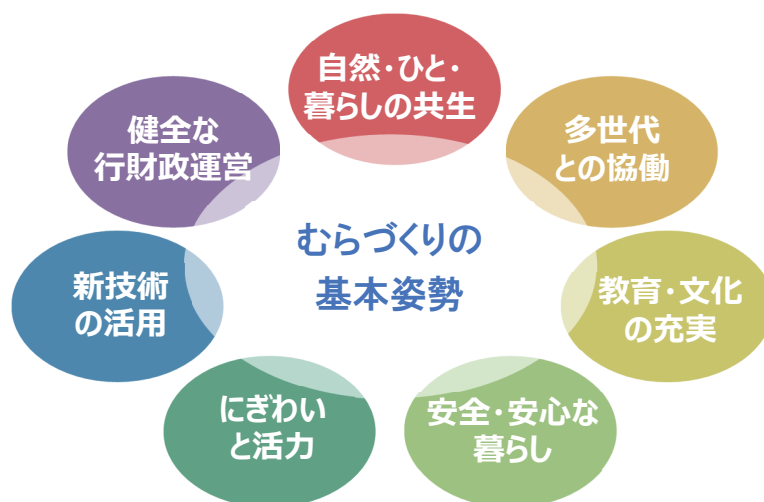 自然・ひと・
暮らしの共生
多世代
との協働
教育・文化
の充実
安全・安心な
暮らし
にぎわい
と活力
新技術
の活用
健全な
行財政運営
むらづくりの
基本姿勢